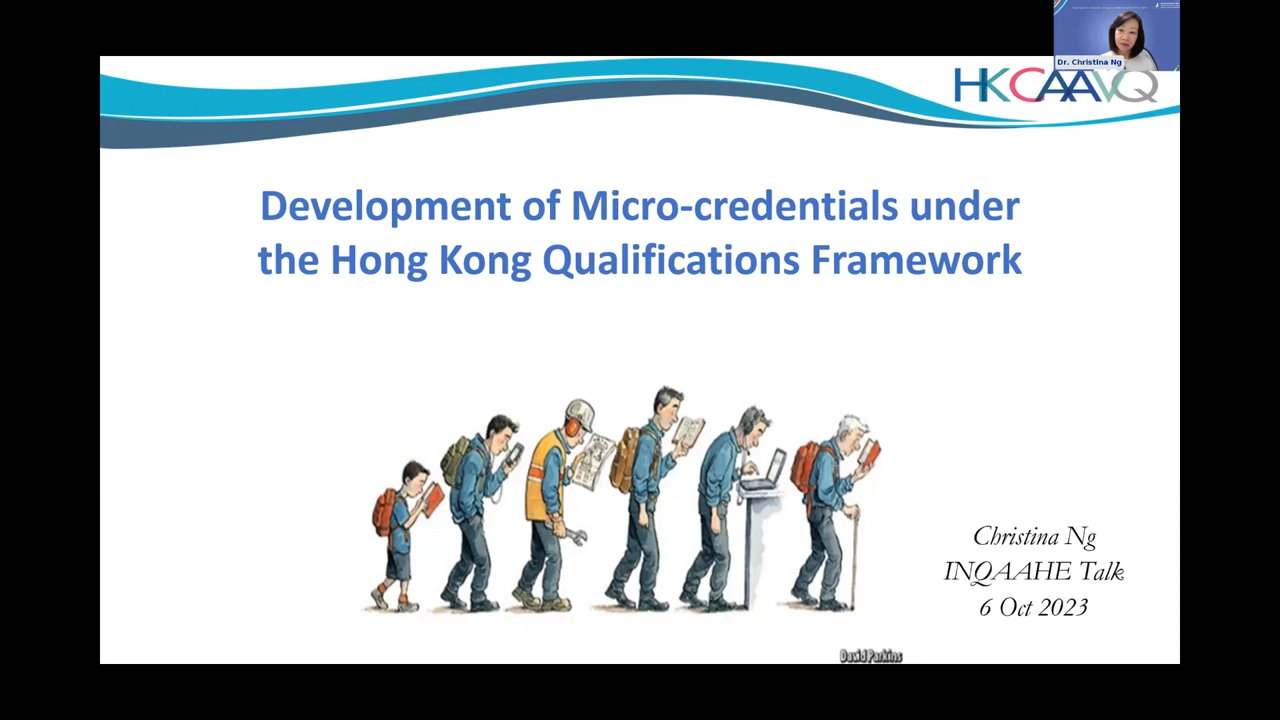 Dr. Christina Ng
HKCAAVQ
Development of Micro-credentials under
the Hong Kong Qualifications Framework
Christina Ng
INQAAHE Talk
6 Oct 2023
David Parkins